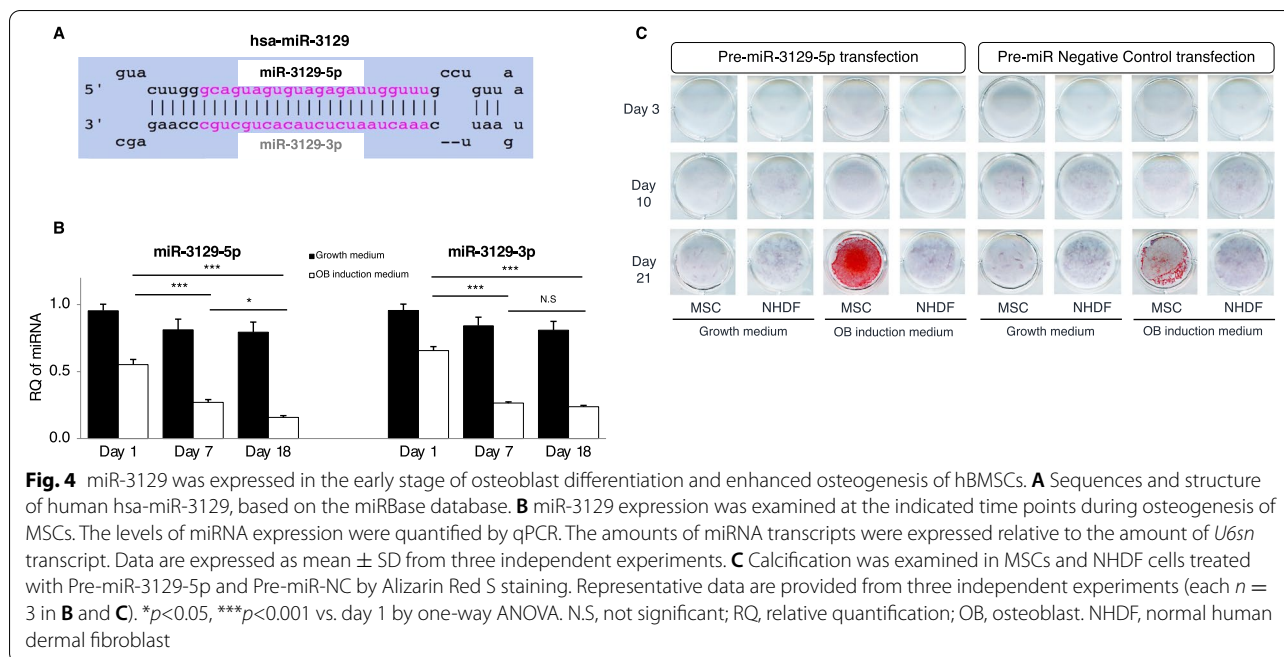 A
hsa-miR-3129
gua miR-3129-5p ccu a
5' cuugggcaguaguguagagauugguuug guu a
||||||||||||||||||||||||||| |||
3' gaacccgucgucacaucucuaaucaaac uaa u
cga miR-3129-3p --u g
B
miR-3129-5p
miR-3129-3p
Growth medium
OB induction medium
***
***
*
***
***
N.S
RQ of miRNA
1.0
0.5
0.0
Day 1 Day 7 Day 18 Day 1 Day 7 Day 18
C
Pre-miR-3129-5p transfection Pre-miR Negative Control transfection
Day 3
Day
10
Day
21
MSC NHDF MSC NHDF MSC NHDF MSC NHDF
Growth medium OB induction medium Growth medium OB induction medium
Fig. 4 miR-3129 was expressed in the early stage of osteoblast differentiation and enhanced osteogenesis of hBMSCs. A Sequences and structure
of human hsa-miR-3129, based on the miRBase database. B miR-3129 expression was examined at the indicated time points during osteogenesis of
MSCs. The levels of miRNA expression were quantified by qPCR. The amounts of miRNA transcripts were expressed relative to the amount of U6sn
transcript. Data are expressed as mean ± SD from three independent experiments. C Calcification was examined in MSCs and NHDF cells treated
with Pre-miR-3129-5p and Pre-miR-NC by Alizarin Red S staining. Representative data are provided from three independent experiments (each n =
3 in B and C). *p<0.05, ***p<0.001 vs. day 1 by one-way ANOVA. N.S, not significant; RQ, relative quantification; OB, osteoblast. NHDF, normal human
dermal fibroblast